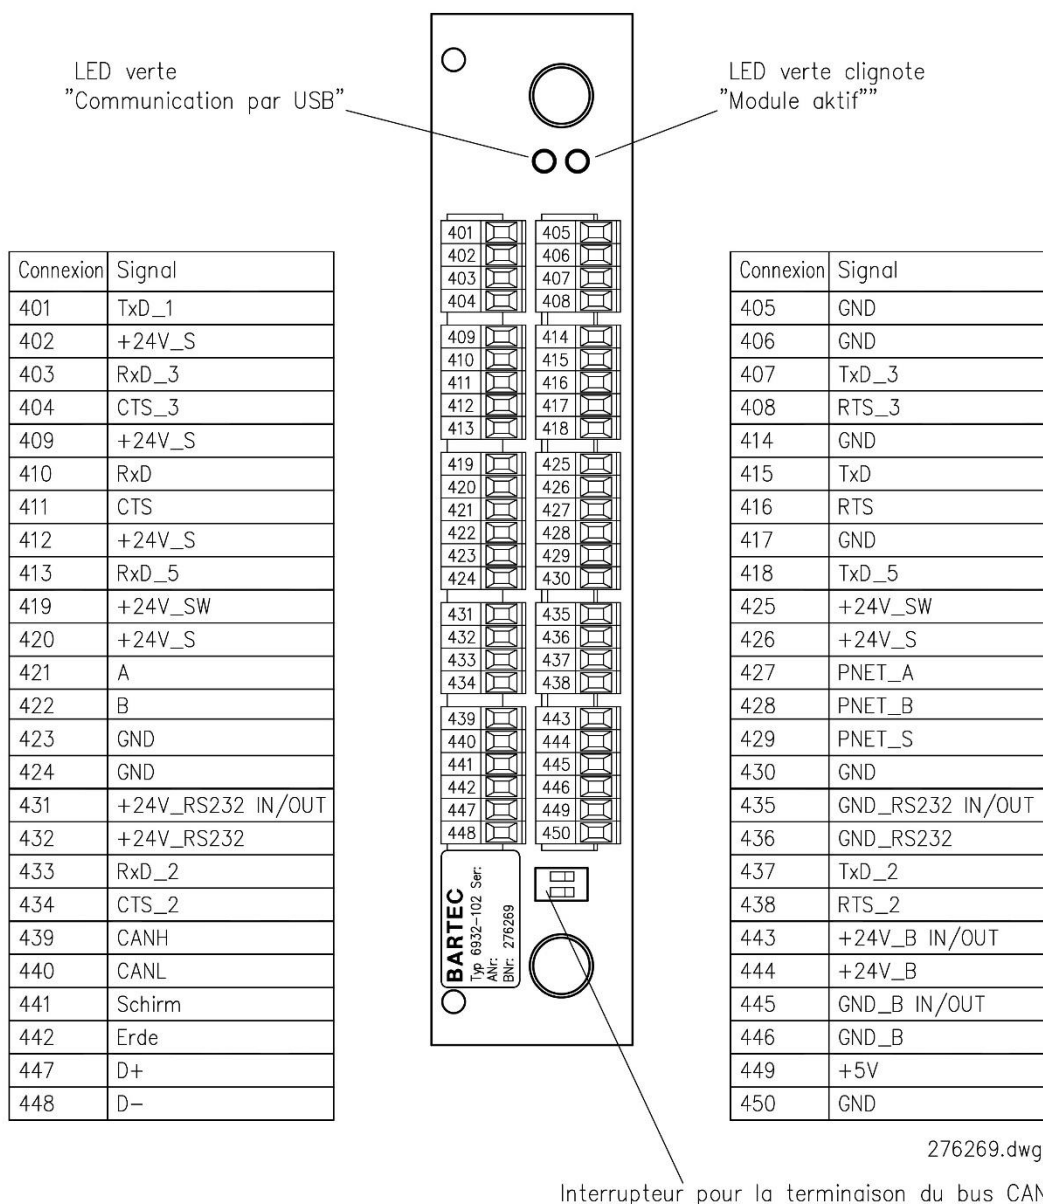 LED verte
"Communication par USB"
LED verte clignote
"Module aktif""
401 405
402 406
403 407
404 408
409 414
410 415
411 416
412 417
413 418
419 425
420 426
421 427
422 428
423 429
424 430
431 435
432 436
433 437
434 438
439 443
440 444
441 445
442 446
447 449
448 450
BARTEC
Typ 6932-102 Ser:
ANr:
BNr: 276269
Connexion Signal
401 TxD_1
402 +24V_S
403 RxD_3
404 CTS_3
409 +24V_S
410 RxD
411 CTS
412 +24V_S
413 RxD_5
419 +24V_SW
420 +24V_S
421 A
422 B
423 GND
424 GND
431 +24V_RS232 IN/OUT
432 +24V_RS232
433 RxD_2
434 CTS_2
439 CANH
440 CANL
441 Schirm
442 Erde
447 D+
448 D-
Connexion Signal
405 GND
406 GND
407 TxD_3
408 RTS_3
414 GND
415 TxD
416 RTS
417 GND
418 TxD_5
425 +24V_SW
426 +24V_S
427 PNET_A
428 PNET_B
429 PNET_S
430 GND
435 GND_RS232 IN/OUT
436 GND_RS232
437 TxD_2
438 RTS_2
443 +24V_B IN/OUT
444 +24V_B
445 GND_B IN/OUT
446 GND_B
449 +5V
450 GND
276269.dwg
Interrupteur pour la terminaison du bus CAN